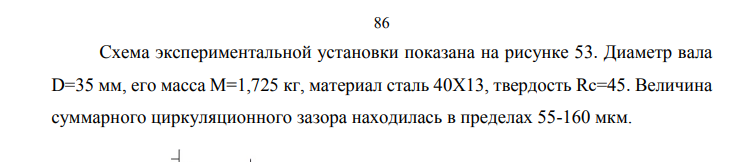 86
Схема экспериментальной установки показана на рисунке 53. Диаметр вала
D=35 мм, его масса М=1,725 кг, материал сталь 40Х13, твердость Rc=45. Величина
суммарного циркуляционного зазора находилась в пределах 55-160 мкм.